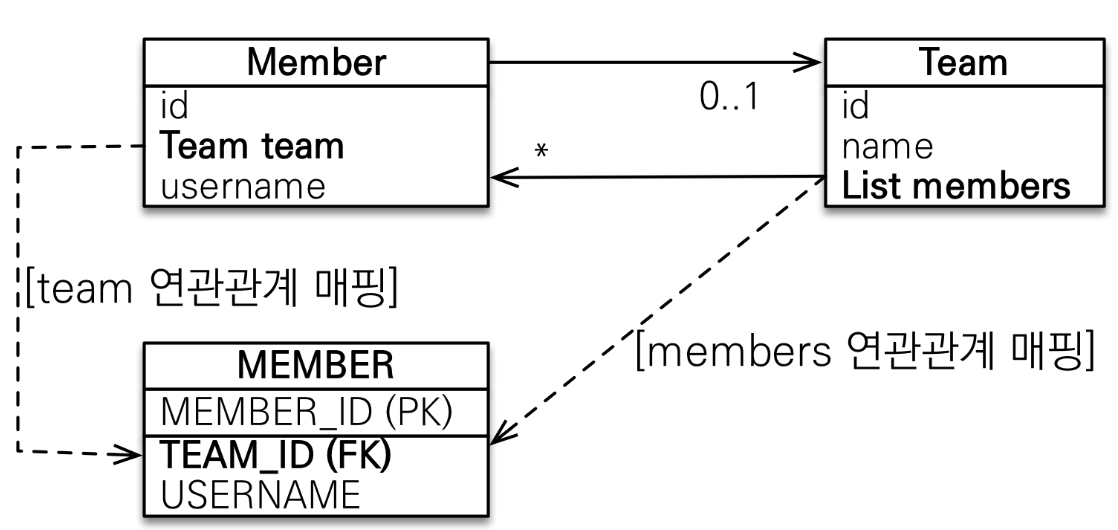 Member
id
Team team
username
0..1
*
Team
id
name
List members
[team 연관관계 매핑]
[members 연관관계 매핑]
MEMBER
MEMBER_ID (PK)
TEAM_ID (FK)
USERNAME